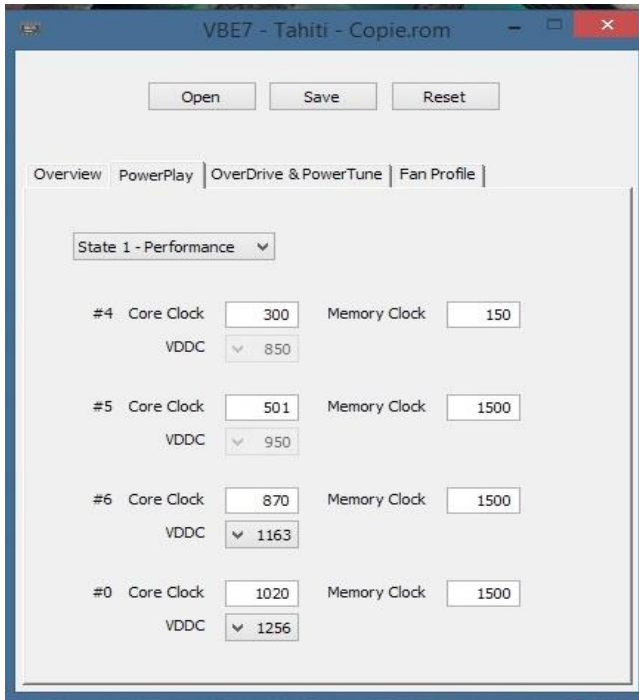 VBE7 - Tahiti - Copie.rom
Open Save Reset
Overview PowerPlay OverDrive & PowerTune Fan Profile
State 1 - Performance
#4 Core Clock 300 Memory Clock 150
VDDC 850
#5 Core Clock 501 Memory Clock 1500
VDDC 950
#6 Core Clock 870 Memory Clock 1500
VDDC 1163
#0 Core Clock 1020 Memory Clock 1500
VDDC 1256